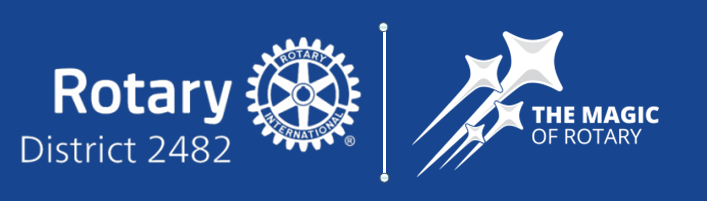 Rotary
District 2482
ROTARY
INTERNATIONAL
®
THE MAGIC
OF ROTARY